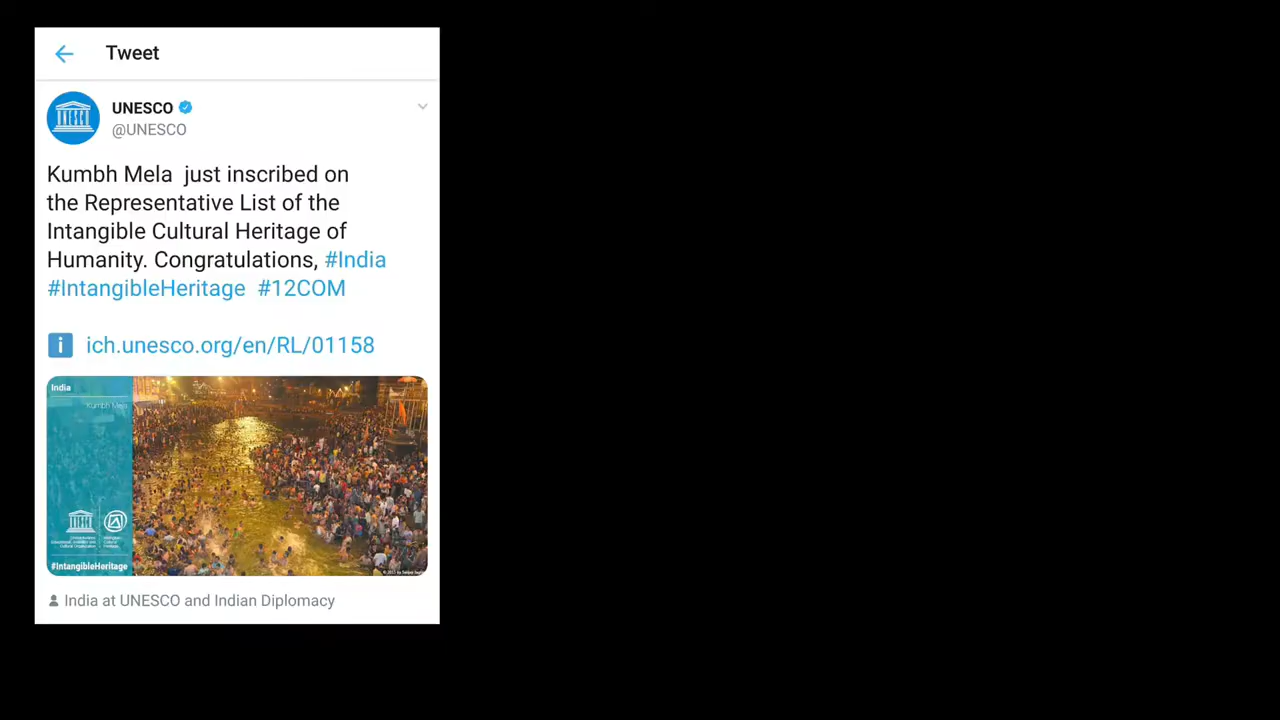 Tweet
UNESCO
@UNESCO
Kumbh Mela just inscribed on
the Representative List of the
Intangible Cultural Heritage of
Humanity. Congratulations, #India
#IntangibleHeritage #12COM
ich.unesco.org/en/RL/01158
India
Kumbh Mela
#IntangibleHeritage
India at UNESCO and Indian Diplomacy